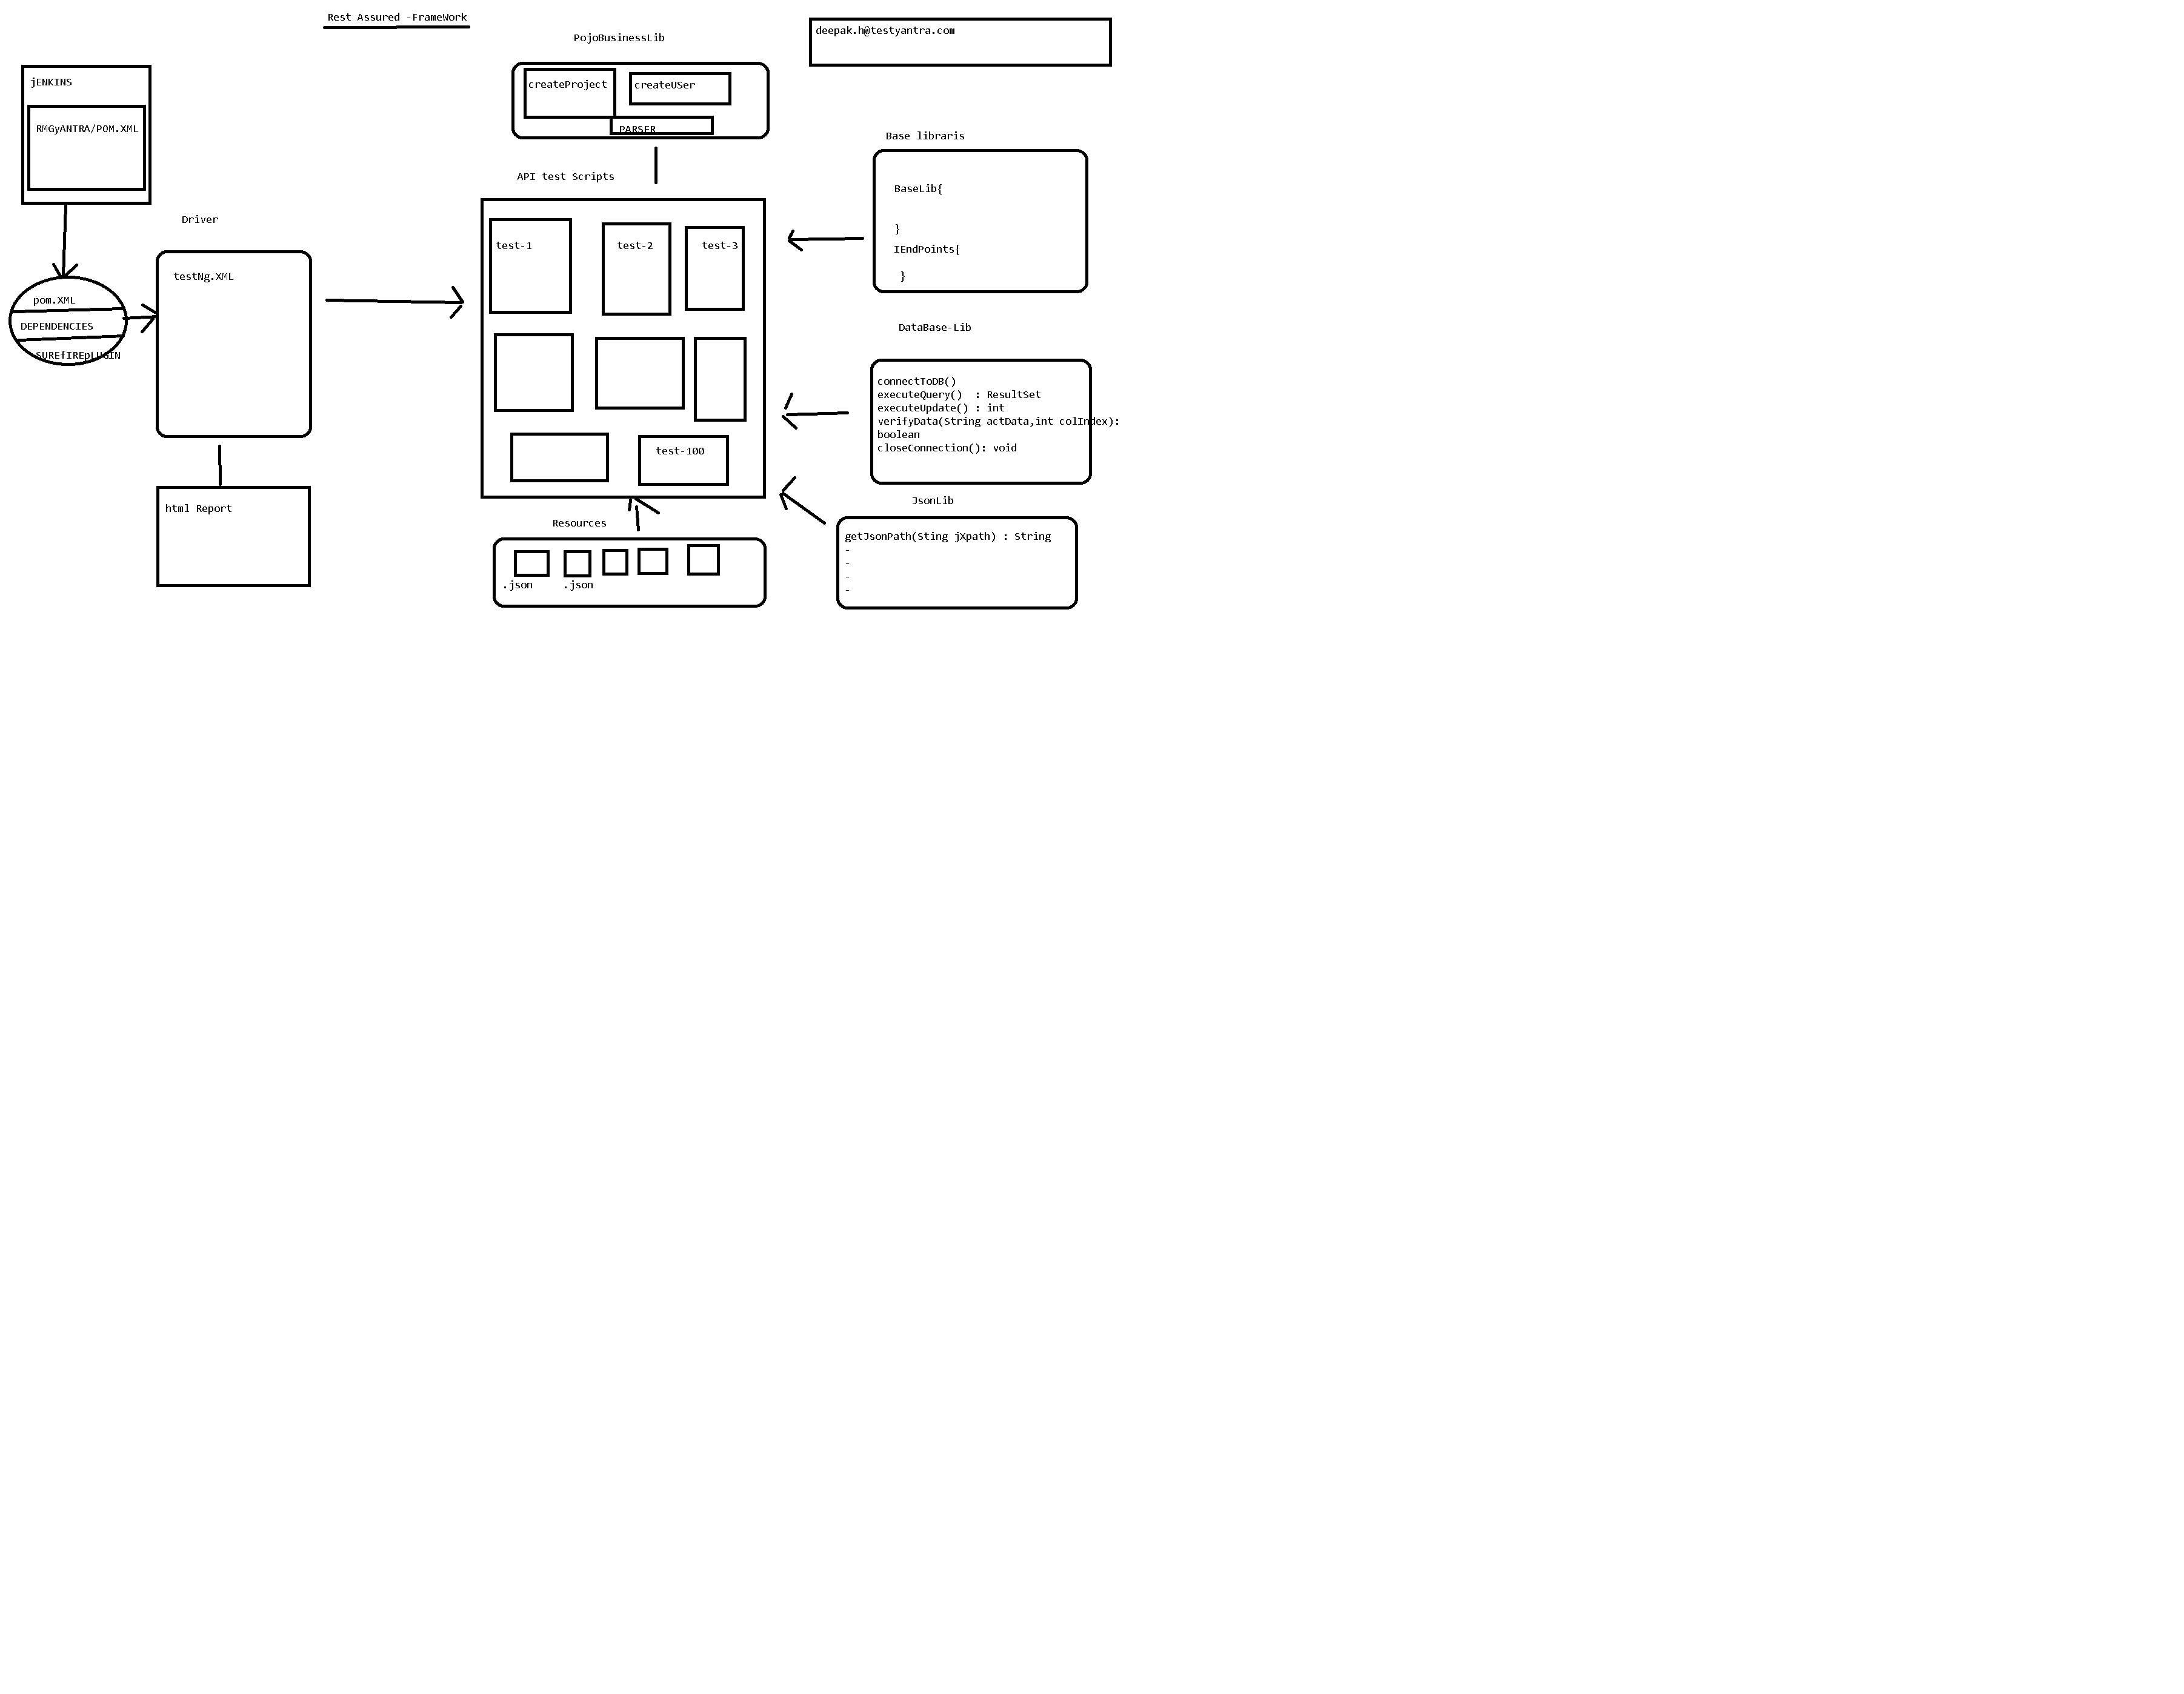 Rest Assured -FrameWork
deepak.h@testyantra.com
PojoBusinessLib
createProject
createUSer
PARSER
jENKINS
RMGyANTRA/POM.XML
Base libraris
BaseLib{
}
IEndPoints{
}
API test Scripts
test-1
test-2
test-3
test-100
Driver
testNg.XML
pom.XML
DEPENDENCIES
SUREfIREpLUGIN
DataBase-Lib
connectToDB()
executeQuery()  : ResultSet
executeUpdate() : int
verifyData(String actData,int colIndex):
boolean
closeConnection(): void
html Report
Resources
.json
.json
JsonLib
getJsonPath(Sting jXpath) : String
-
-
-
-